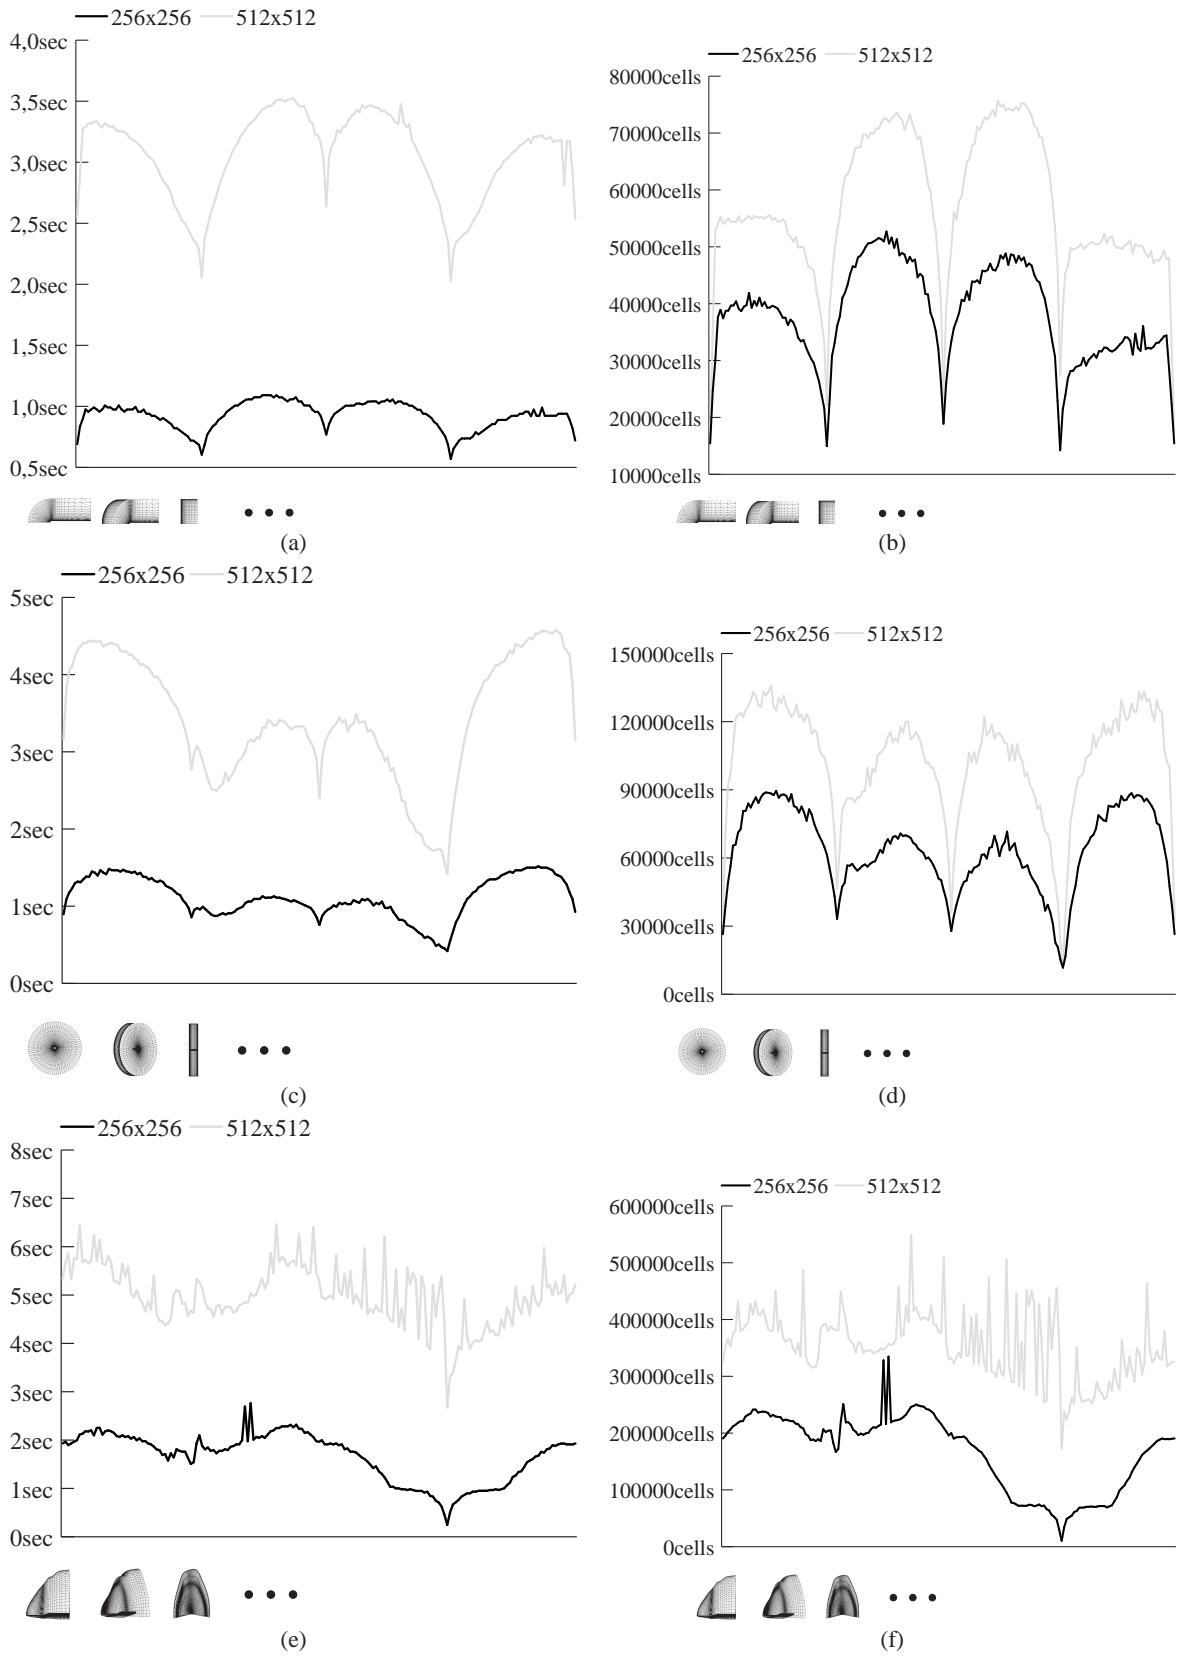 256x256 512x512
4,0sec
3,5sec
3,0sec
2,5sec
2,0sec
1,5sec
1,0sec
0,5sec
(a)
256x256 512x512
80000cells
70000cells
60000cells
50000cells
40000cells
30000cells
20000cells
10000cells
(b)
256x256 512x512
5sec
4sec
3sec
2sec
1sec
0sec
(c)
256x256 512x512
150000cells
120000cells
90000cells
60000cells
30000cells
0cells
(d)
256x256 512x512
8sec
7sec
6sec
5sec
4sec
3sec
2sec
1sec
0sec
(e)
256x256 512x512
600000cells
500000cells
400000cells
300000cells
200000cells
100000cells
0cells
(f)